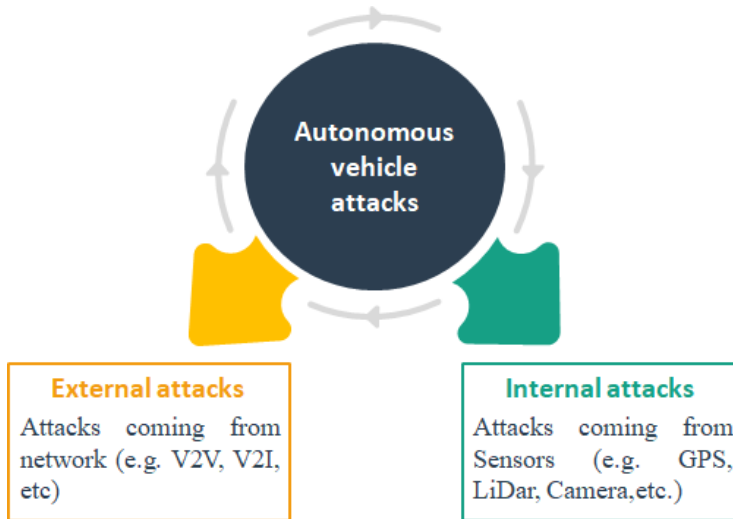 Autonomous
vehicle
attacks
External attacks
Attacks coming from
network (e.g. V2V, V2I,
etc)
Internal attacks
Attacks coming from
Sensors (e.g. GPS,
LiDar, Camera,etc.)